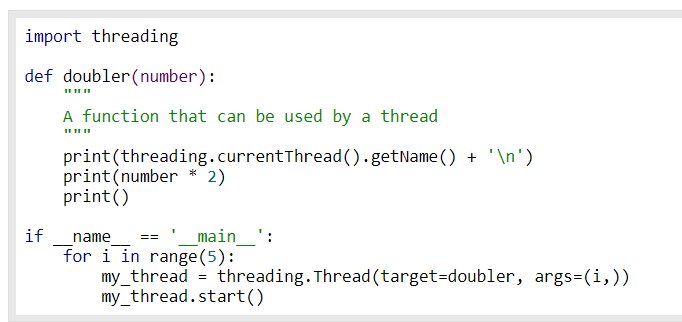 import threading

def doubler(number):
    """
    A function that can be used by a thread
    """
    print(threading.currentThread().getName() + '\n')
    print(number * 2)
    print()

if __name__ == '__main__':
    for i in range(5):
        my_thread = threading.Thread(target=doubler, args=(i,))
        my_thread.start()